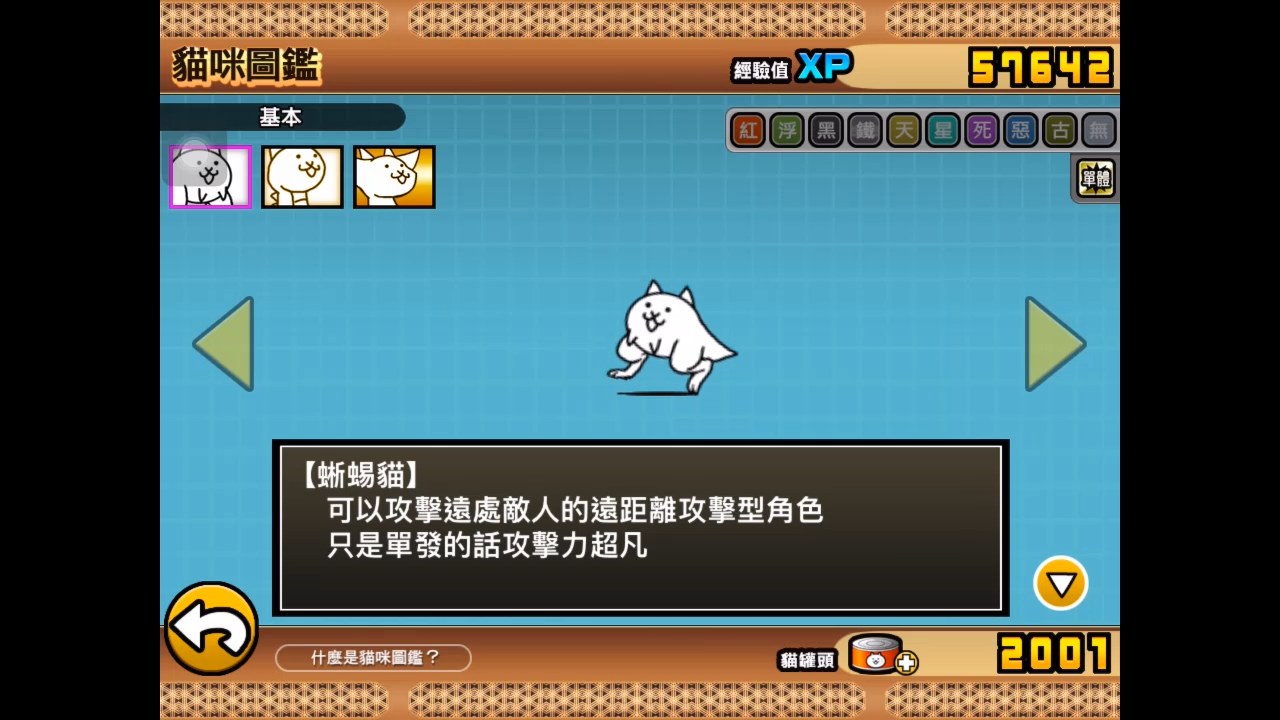 貓咪圖鑑
經驗值 XP 57642
基本
紅 浮 黑 鐵 天 星 死 惡 古 無
單體
【蜥蜴貓】
可以攻擊遠處敵人的遠距離攻擊型角色
只是單發的話攻擊力超凡
什麼是貓咪圖鑑？
貓罐頭 2001